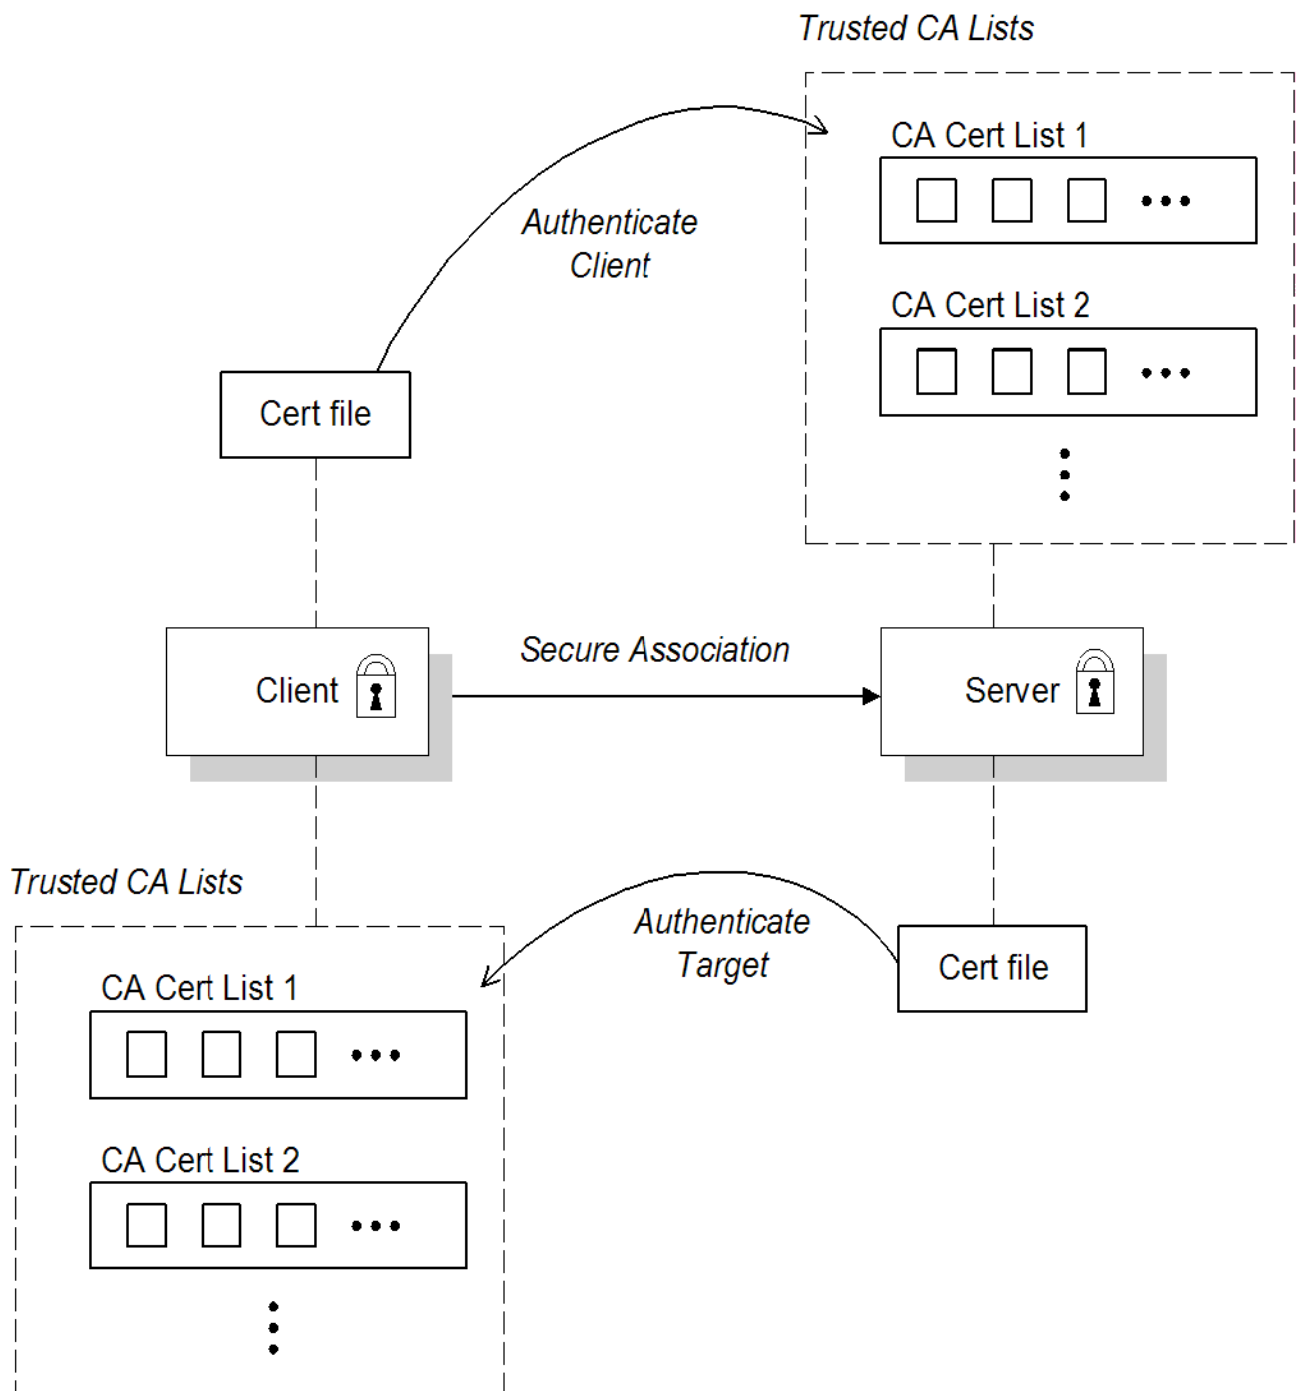 Trusted CA Lists
CA Cert List 1
Authenticate
Client
CA Cert List 2
Cert file
Secure Association
Client
Server
Trusted CA Lists
Authenticate
Target
Cert file
CA Cert List 1
CA Cert List 2